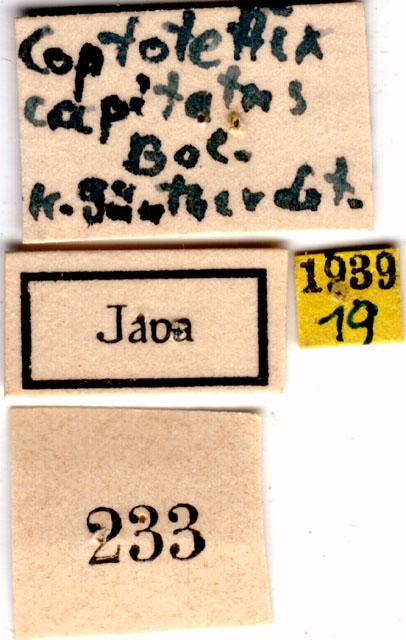 Coptotettix
capitatus
Bol.
K. Günther det.
Java
1939
19
233